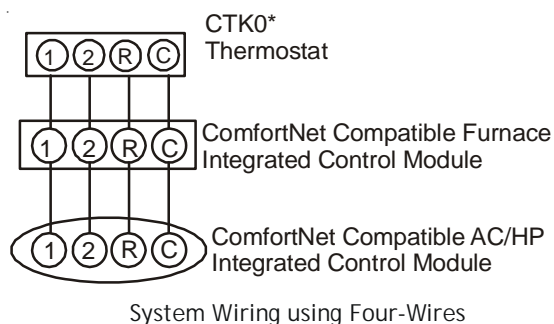 CTK0*
Thermostat
1 2 R C
ComfortNet Compatible Furnace
Integrated Control Module
1 2 R C
ComfortNet Compatible AC/HP
Integrated Control Module
1 2 R C
System Wiring using Four-Wires